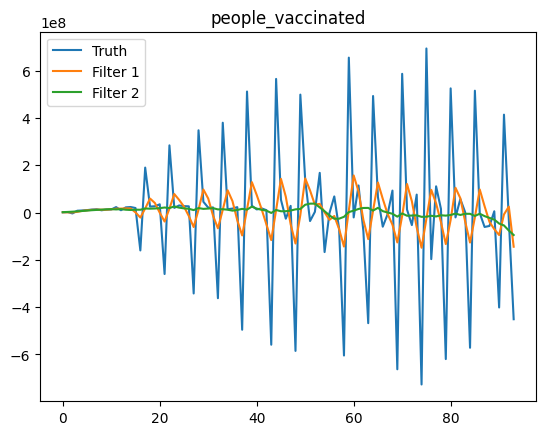 people_vaccinated
1e8
Truth
Filter 1
Filter 2
6
4
2
0
−2
−4
−6
0 20 40 60 80